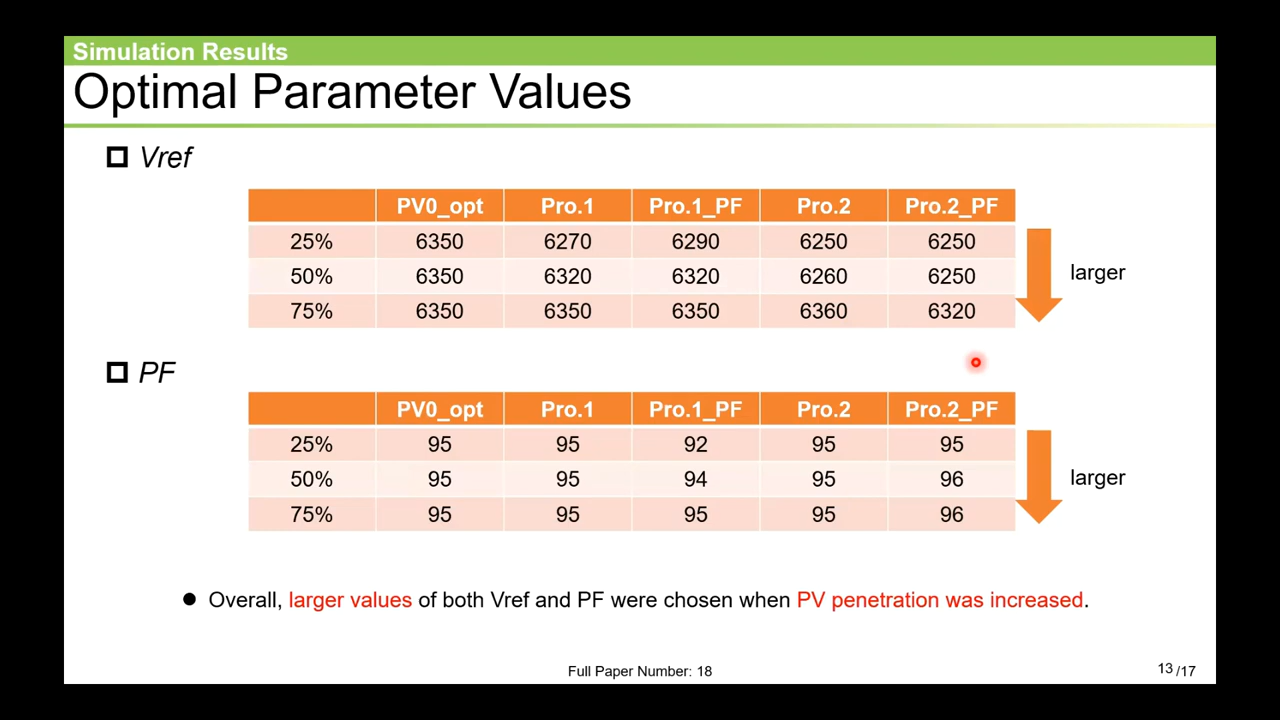 Simulation Results
Optimal Parameter Values
Vref
PV0_opt Pro.1 Pro.1_PF Pro.2 Pro.2_PF
25% 6350 6270 6290 6250 6250
50% 6350 6320 6320 6260 6250
75% 6350 6350 6350 6360 6320
larger
PF
PV0_opt Pro.1 Pro.1_PF Pro.2 Pro.2_PF
25% 95 95 92 95 95
50% 95 95 94 95 96
75% 95 95 95 95 96
larger
Overall, larger values of both Vref and PF were chosen when PV penetration was increased.
Full Paper Number: 18
13/17